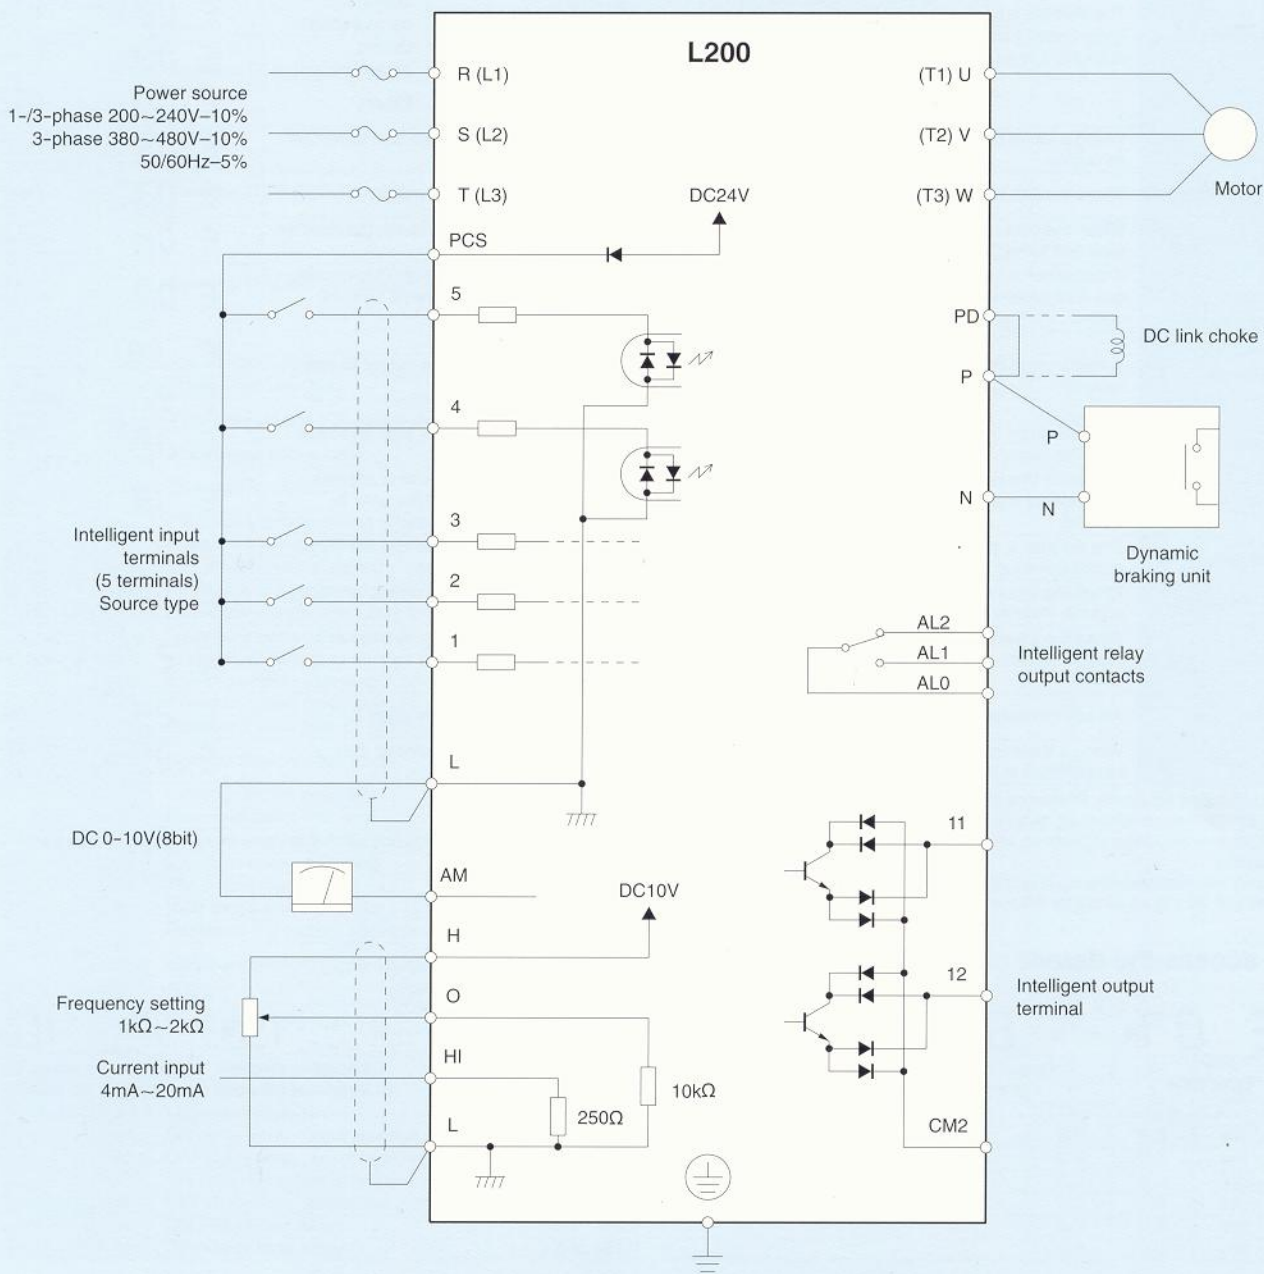 L200
R (L1)
(T1) U
Power source
1-/3-phase 200~240V–10%
3-phase 380~480V–10%
50/60Hz–5%
S (L2)
(T2) V
T (L3)
DC24V
(T3) W
Motor
PCS
5
PD
DC link choke
P
4
P
N
N
Dynamic
braking unit
3
Intelligent input
terminals
(5 terminals)
Source type
2
1
AL2
AL1
AL0
Intelligent relay
output contacts
L
DC 0-10V(8bit)
11
AM
DC10V
H
Frequency setting
1kΩ~2kΩ
O
12
Intelligent output
terminal
HI
Current input
4mA~20mA
10kΩ
250Ω
L
CM2